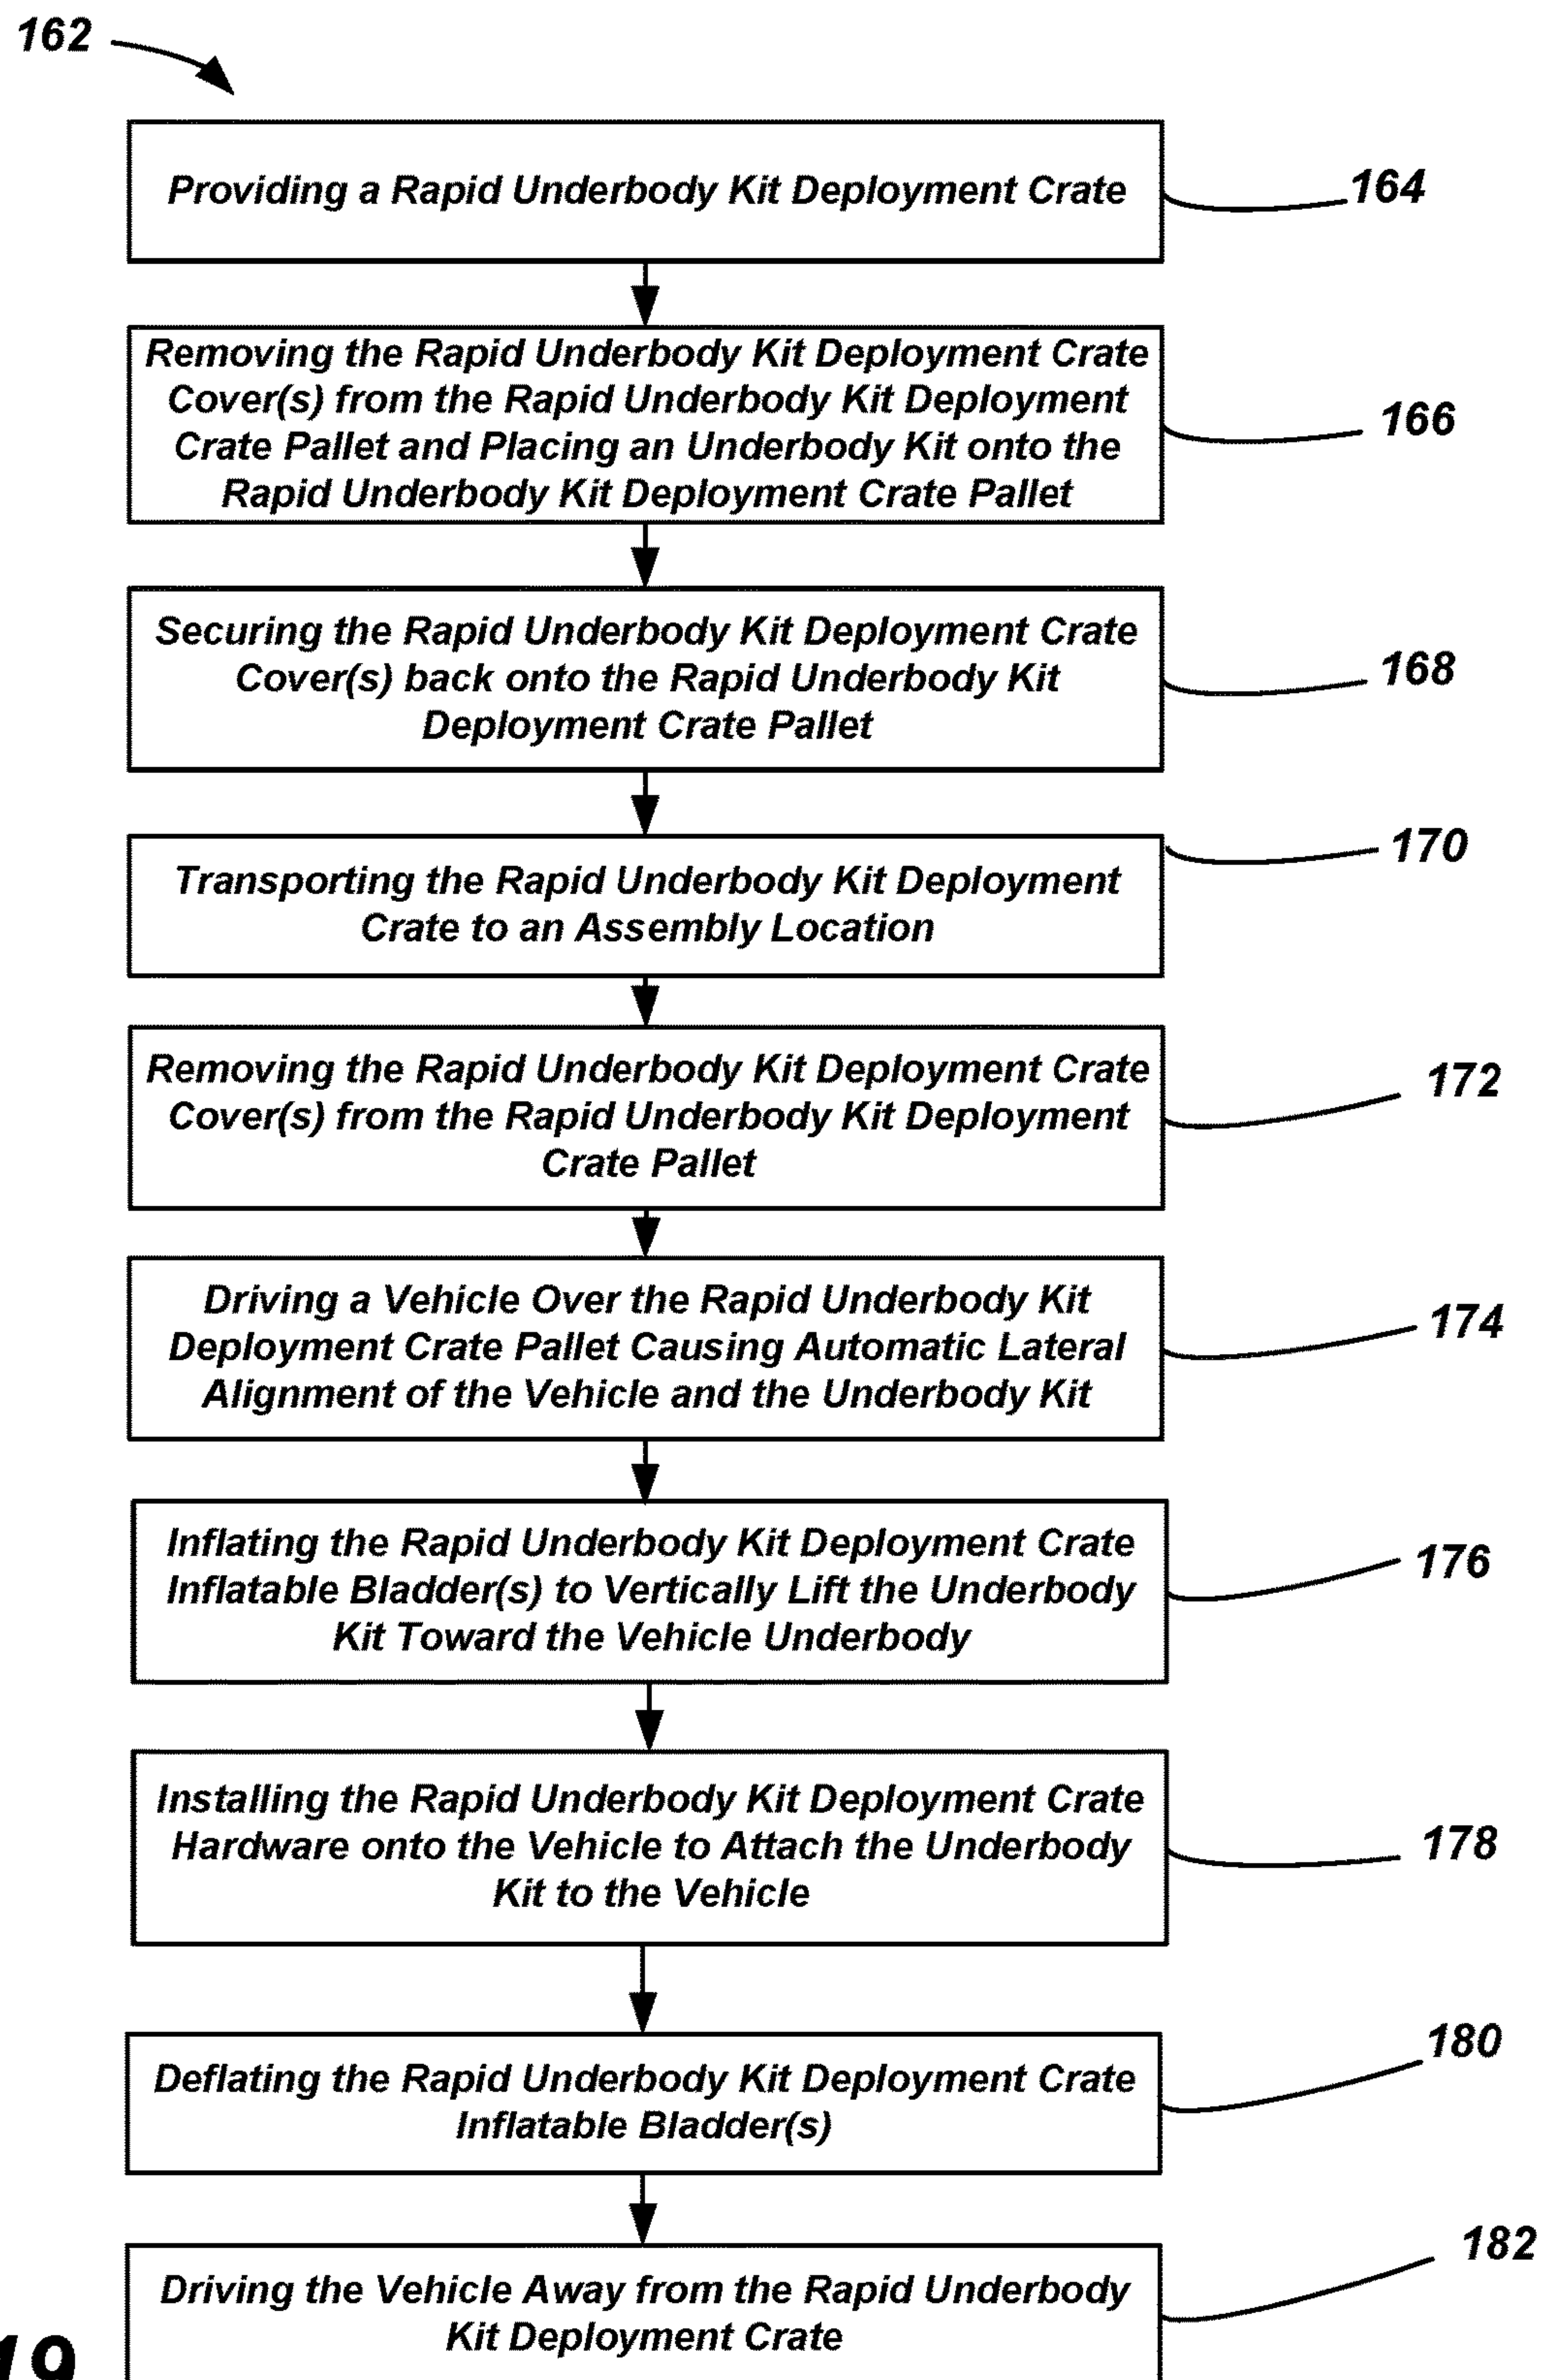 162
Providing a Rapid Underbody Kit Deployment Crate
164
Removing the Rapid Underbody Kit Deployment Crate
Cover(s) from the Rapid Underbody Kit Deployment
Crate Pallet and Placing an Underbody Kit onto the
Rapid Underbody Kit Deployment Crate Pallet
166
Securing the Rapid Underbody Kit Deployment Crate
Cover(s) back onto the Rapid Underbody Kit
Deployment Crate Pallet
168
Transporting the Rapid Underbody Kit Deployment
Crate to an Assembly Location
170
Removing the Rapid Underbody Kit Deployment Crate
Cover(s) from the Rapid Underbody Kit Deployment
Crate Pallet
172
Driving a Vehicle Over the Rapid Underbody Kit
Deployment Crate Pallet Causing Automatic Lateral
Alignment of the Vehicle and the Underbody Kit
174
Inflating the Rapid Underbody Kit Deployment Crate
Inflatable Bladder(s) to Vertically Lift the Underbody
Kit Toward the Vehicle Underbody
176
Installing the Rapid Underbody Kit Deployment Crate
Hardware onto the Vehicle to Attach the Underbody
Kit to the Vehicle
178
Deflating the Rapid Underbody Kit Deployment Crate
Inflatable Bladder(s)
180
Driving the Vehicle Away from the Rapid Underbody
Kit Deployment Crate
182
19